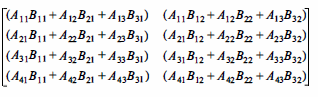 (A₁₁B₁₁ + A₁₂B₂₁ + A₁₃B₃₁) (A₁₁B₁₂ + A₁₂B₂₂ + A₁₃B₃₂)
(A₂₁B₁₁ + A₂₂B₂₁ + A₂₃B₃₁) (A₂₁B₁₂ + A₂₂B₂₂ + A₂₃B₃₂)
(A₃₁B₁₁ + A₃₂B₂₁ + A₃₃B₃₁) (A₃₁B₁₂ + A₃₂B₂₂ + A₃₃B₃₂)
(A₄₁B₁₁ + A₄₂B₂₁ + A₄₃B₃₁) (A₄₁B₁₂ + A₄₂B₂₂ + A₄₃B₃₂)